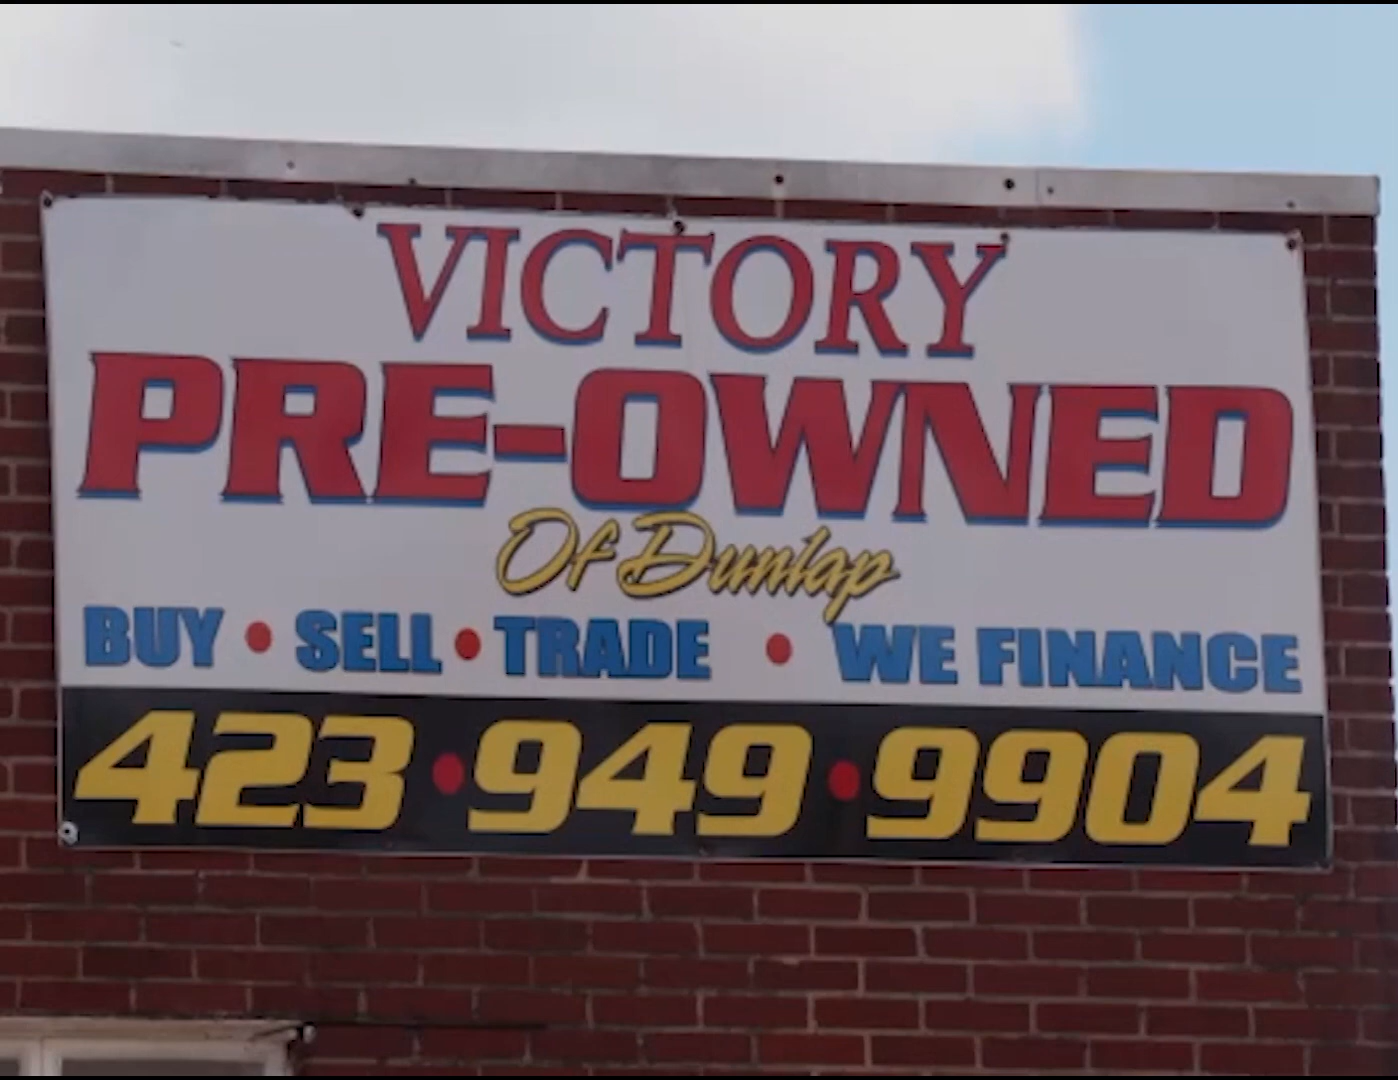 VICTORY
PRE-OWNED
Of Dunlap
BUY • SELL • TRADE • WE FINANCE
423•949•9904